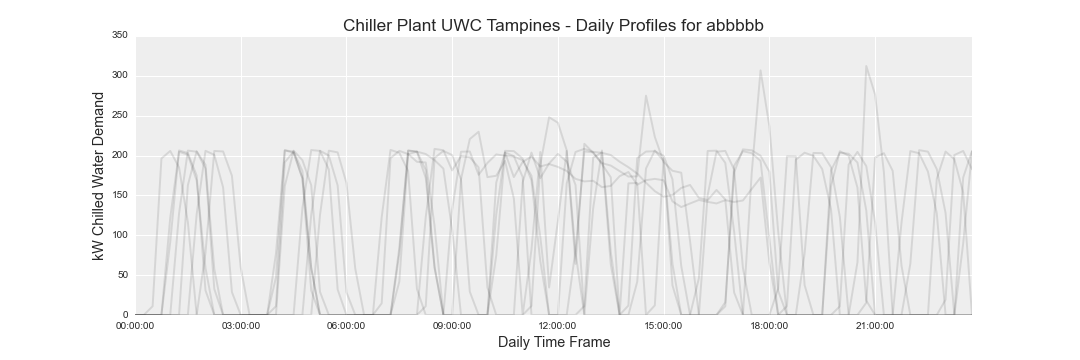 Chiller Plant UWC Tampines - Daily Profiles for abbbbb
kW Chilled Water Demand
350
300
250
200
150
100
50
0
00:00:00 03:00:00 06:00:00 09:00:00 12:00:00 15:00:00 18:00:00 21:00:00
Daily Time Frame